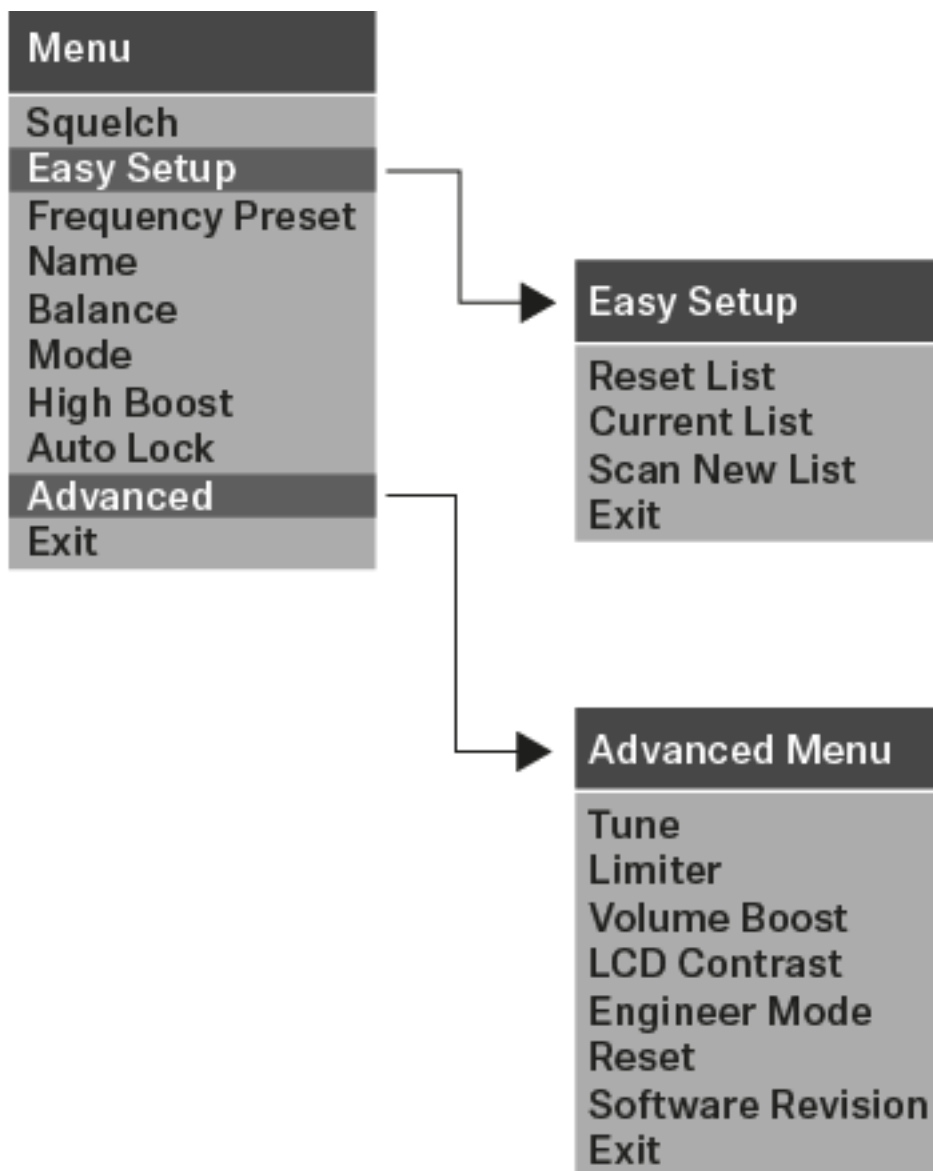 Menu
Squelch
Easy Setup
Frequency Preset
Name
Balance
Mode
High Boost
Auto Lock
Advanced
Exit
Easy Setup
Reset List
Current List
Scan New List
Exit
Advanced Menu
Tune
Limiter
Volume Boost
LCD Contrast
Engineer Mode
Reset
Software Revision
Exit